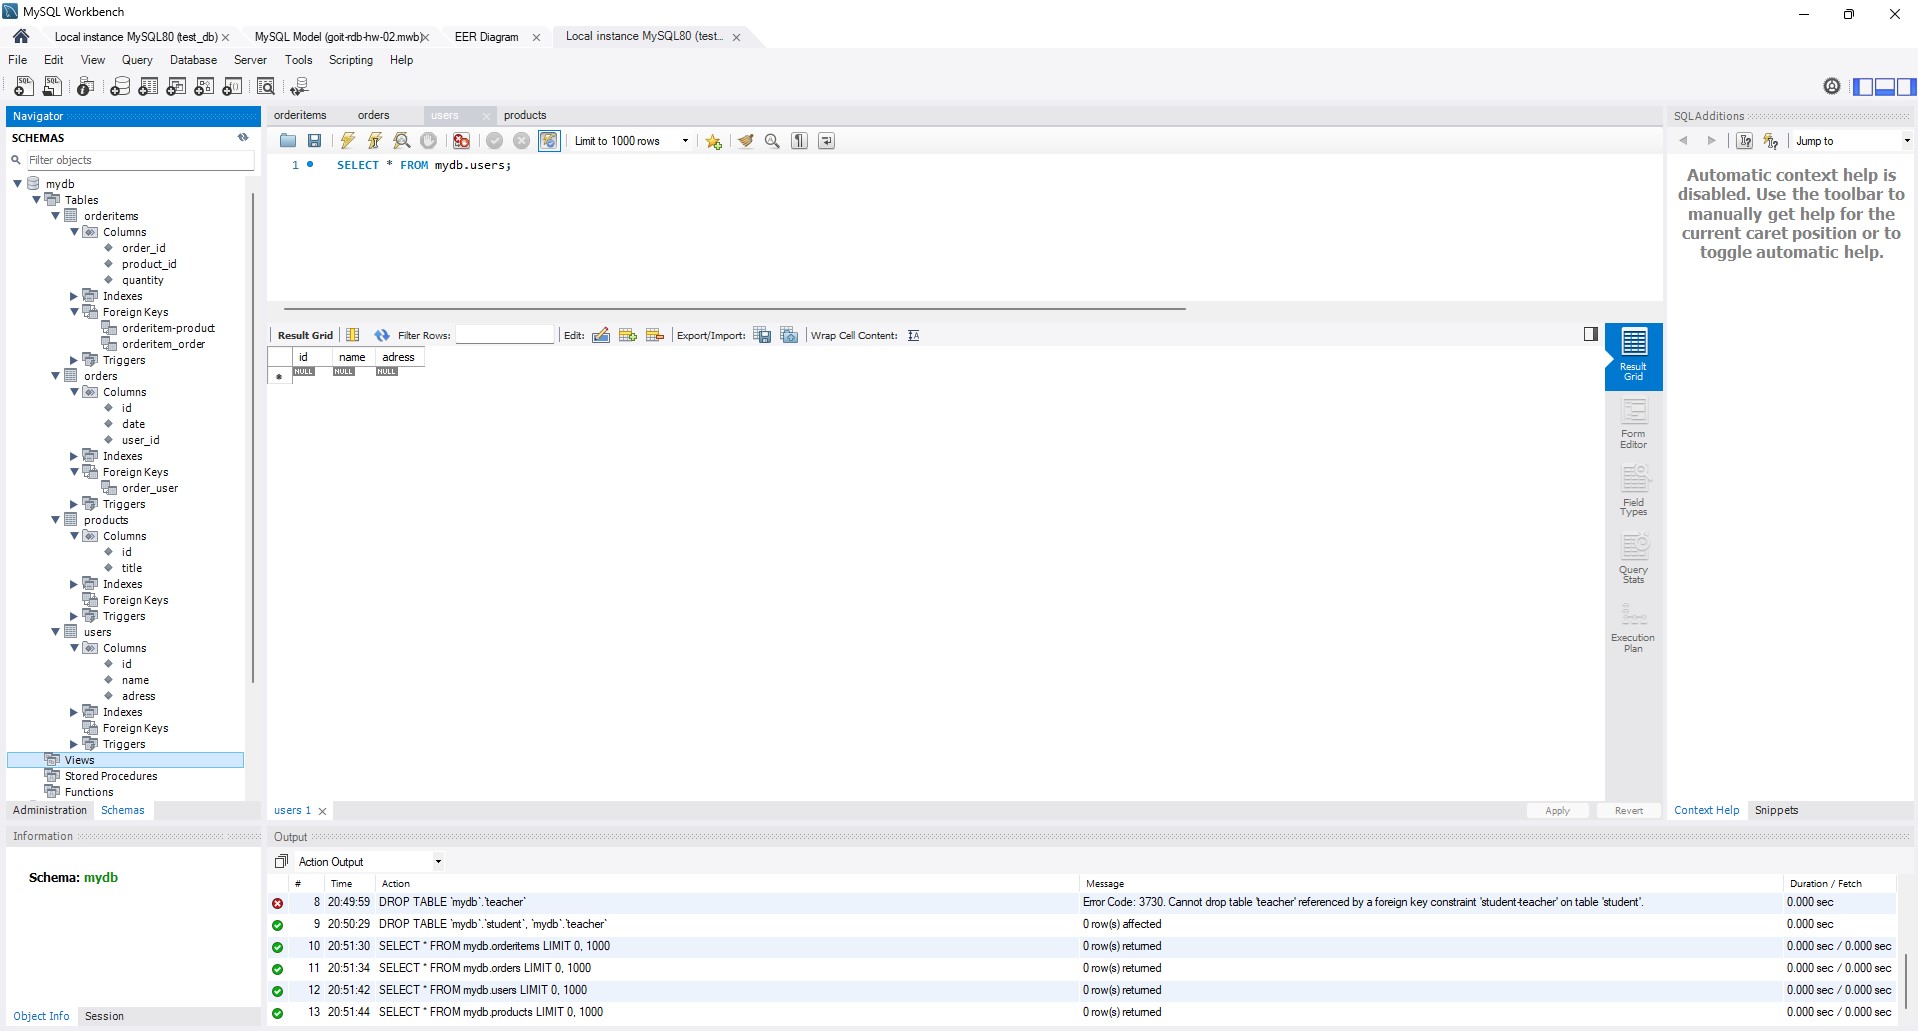 MySQL Workbench
Local instance MySQL80 (test_db) MySQL Model (goit-rdb-hw-02.mwb) EER Diagram Local instance MySQL80 (test...
File Edit View Query Database Server Tools Scripting Help
Navigator
SCHEMAS
Filter objects
mydb
Tables
orderitems
Columns
order_id
product_id
quantity
Indexes
Foreign Keys
orderitem-product
orderitem_order
Triggers
orders
Columns
id
date
user_id
Indexes
Foreign Keys
order_user
Triggers
products
Columns
id
title
Indexes
Foreign Keys
Triggers
users
Columns
id
name
adress
Indexes
Foreign Keys
Triggers
Views
Stored Procedures
Functions
Administration Schemas
Information
Schema: mydb
Object Info Session
orderitems orders users products
Limit to 1000 rows
1 SELECT * FROM mydb.users;
Result Grid Filter Rows: Edit: Export/Import: Wrap Cell Content:
id name adress
NULL NULL NULL
Result Grid
Form Editor
Field Types
Query Stats
Execution Plan
users 1 Apply Revert
SQLAdditions
Jump to
Automatic context help is
disabled. Use the toolbar to
manually get help for the
current caret position or to
toggle automatic help.
Context Help Snippets
Output
Action Output
# Time Action Message Duration / Fetch
8 20:49:59 DROP TABLE `mydb`.`teacher` Error Code: 3730. Cannot drop table 'teacher' referenced by a foreign key constraint 'student-teacher' on table 'student'. 0.000 sec
9 20:50:29 DROP TABLE `mydb`.`student`, `mydb`.`teacher` 0 row(s) affected 0.000 sec
10 20:51:30 SELECT * FROM mydb.orderitems LIMIT 0, 1000 0 row(s) returned 0.000 sec / 0.000 sec
11 20:51:34 SELECT * FROM mydb.orders LIMIT 0, 1000 0 row(s) returned 0.000 sec / 0.000 sec
12 20:51:42 SELECT * FROM mydb.users LIMIT 0, 1000 0 row(s) returned 0.000 sec / 0.000 sec
13 20:51:44 SELECT * FROM mydb.products LIMIT 0, 1000 0 row(s) returned 0.000 sec / 0.000 sec